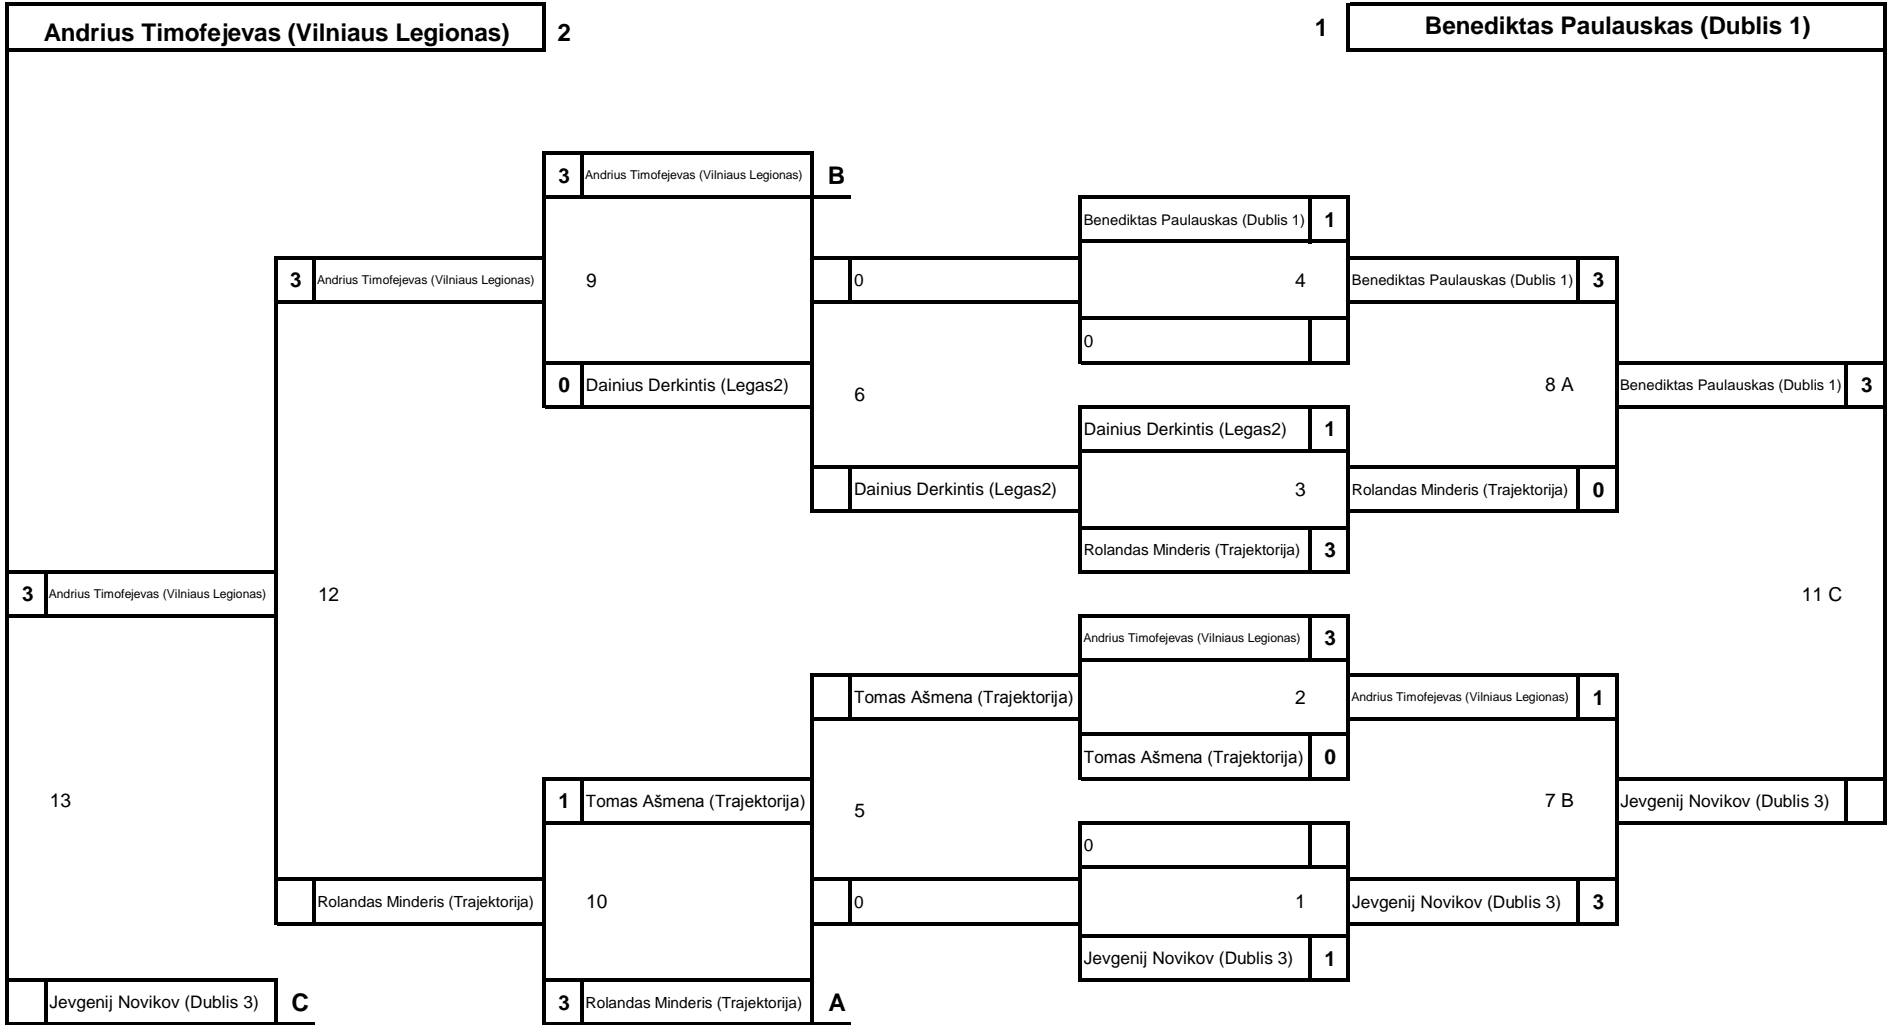 Andrius Timofejevas (Vilniaus Legionas) 2 1 Benediktas Paulauskas (Dublis 1)
3 Andrius Timofejevas (Vilniaus Legionas) B
Benediktas Paulauskas (Dublis 1) 1
3 Andrius Timofejevas (Vilniaus Legionas) 9 0 4 Benediktas Paulauskas (Dublis 1) 3
0
0 Dainius Derkintis (Legas2) 6 8 A Benediktas Paulauskas (Dublis 1) 3
Dainius Derkintis (Legas2) 1
Dainius Derkintis (Legas2) 3 Rolandas Minderis (Trajektorija) 0
Rolandas Minderis (Trajektorija) 3
3 Andrius Timofejevas (Vilniaus Legionas) 12 11 C
Andrius Timofejevas (Vilniaus Legionas) 3
Tomas Ašmena (Trajektorija) 2 Andrius Timofejevas (Vilniaus Legionas) 1
Tomas Ašmena (Trajektorija) 0
13 1 Tomas Ašmena (Trajektorija) 5 7 B Jevgenij Novikov (Dublis 3)
0
Rolandas Minderis (Trajektorija) 10 0 1 Jevgenij Novikov (Dublis 3) 3
Jevgenij Novikov (Dublis 3) 1
Jevgenij Novikov (Dublis 3) C 3 Rolandas Minderis (Trajektorija) A